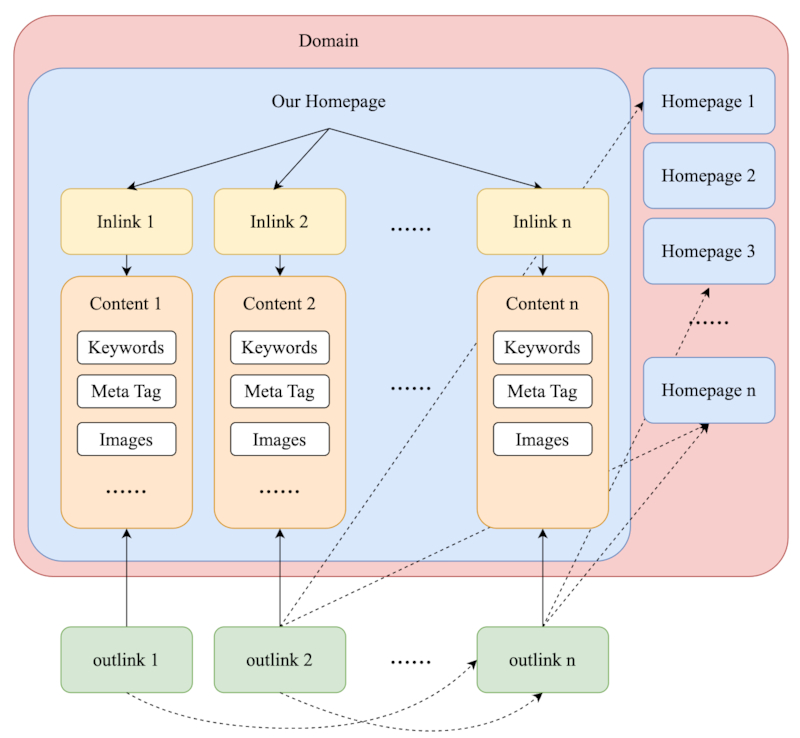 Domain
Our Homepage
Homepage 1
Homepage 2
Homepage 3
......
Homepage n
Inlink 1
Inlink 2
......
Inlink n
Content 1
Keywords
Meta Tag
Images
......
Content 2
Keywords
Meta Tag
Images
......
......
Content n
Keywords
Meta Tag
Images
outlink 1
outlink 2
......
outlink n